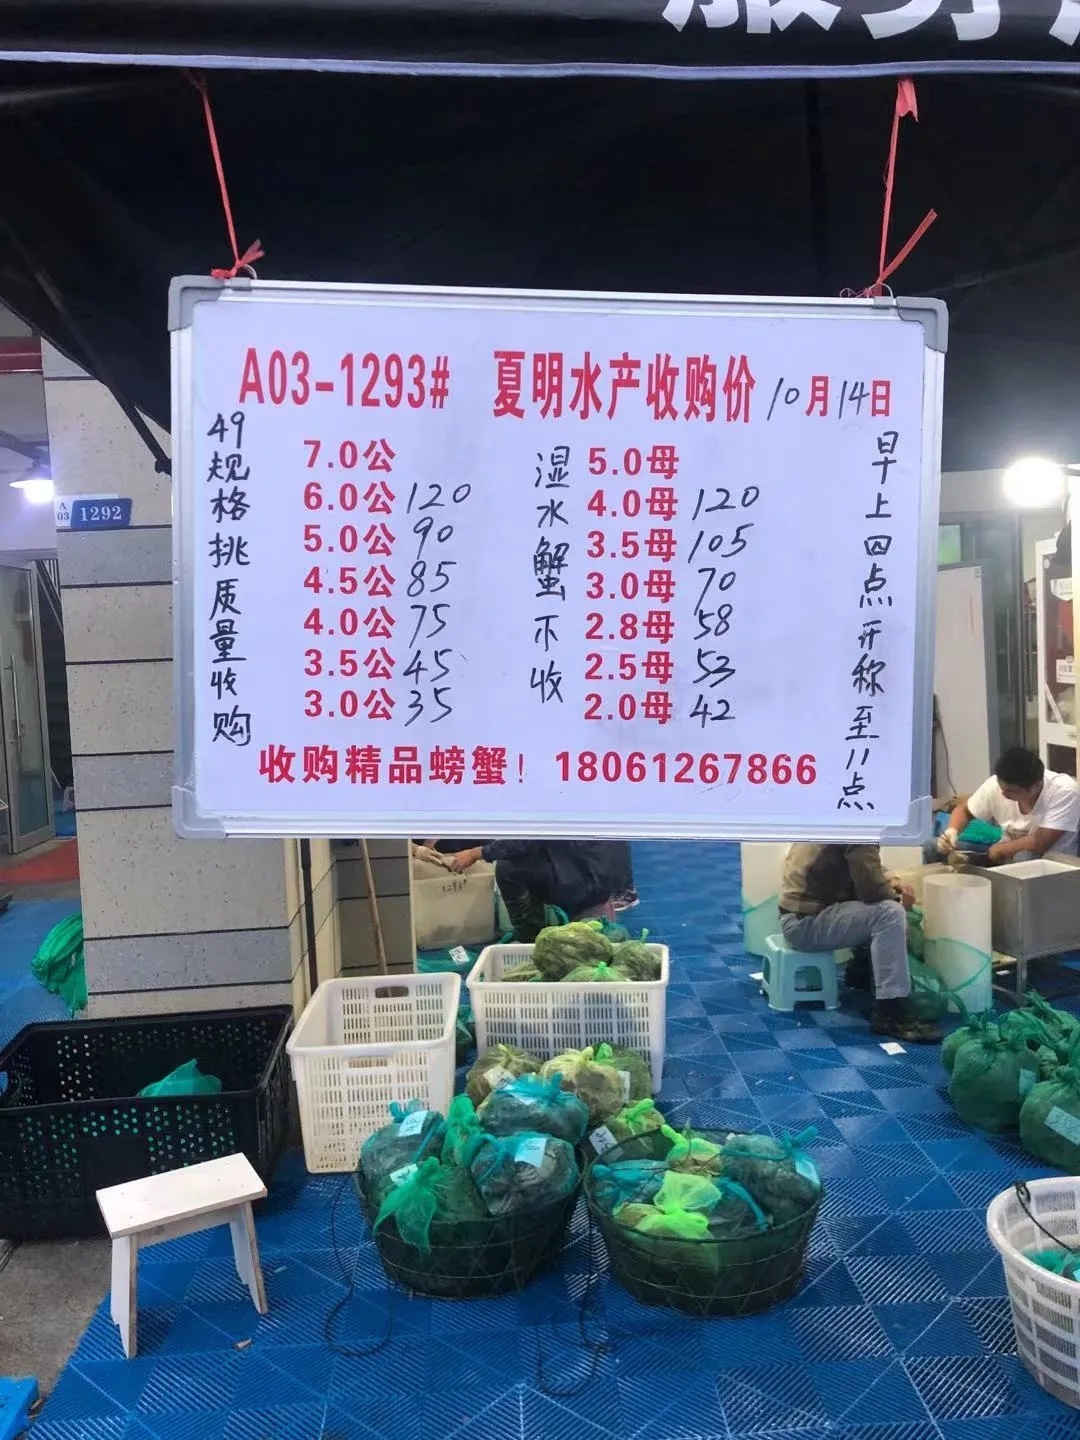 A03-1293# 夏明水产收购价 10月14日
49规格挑质量收购
7.0公
6.0公 120
5.0公 90
4.5公 85
4.0公 75
3.5公 45
3.0公 35
湿水蟹不收
5.0母
4.0母 120
3.5母 105
3.0母 70
2.8母 58
2.5母 53
2.0母 42
早上四点开称至11点
收购精品螃蟹！18061267866
A
03 1292